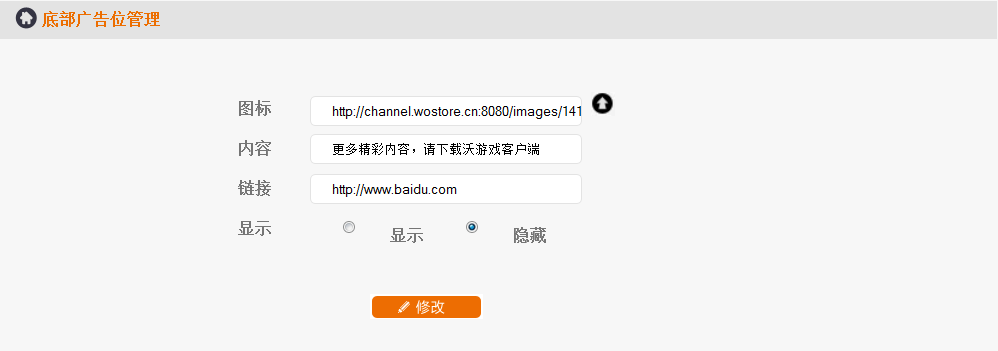 底部广告位管理
图标 http://channel.wostore.cn:8080/images/141
内容 更多精彩内容，请下载沃游戏客户端
链接 http://www.baidu.com
显示 显示 隐藏
修改